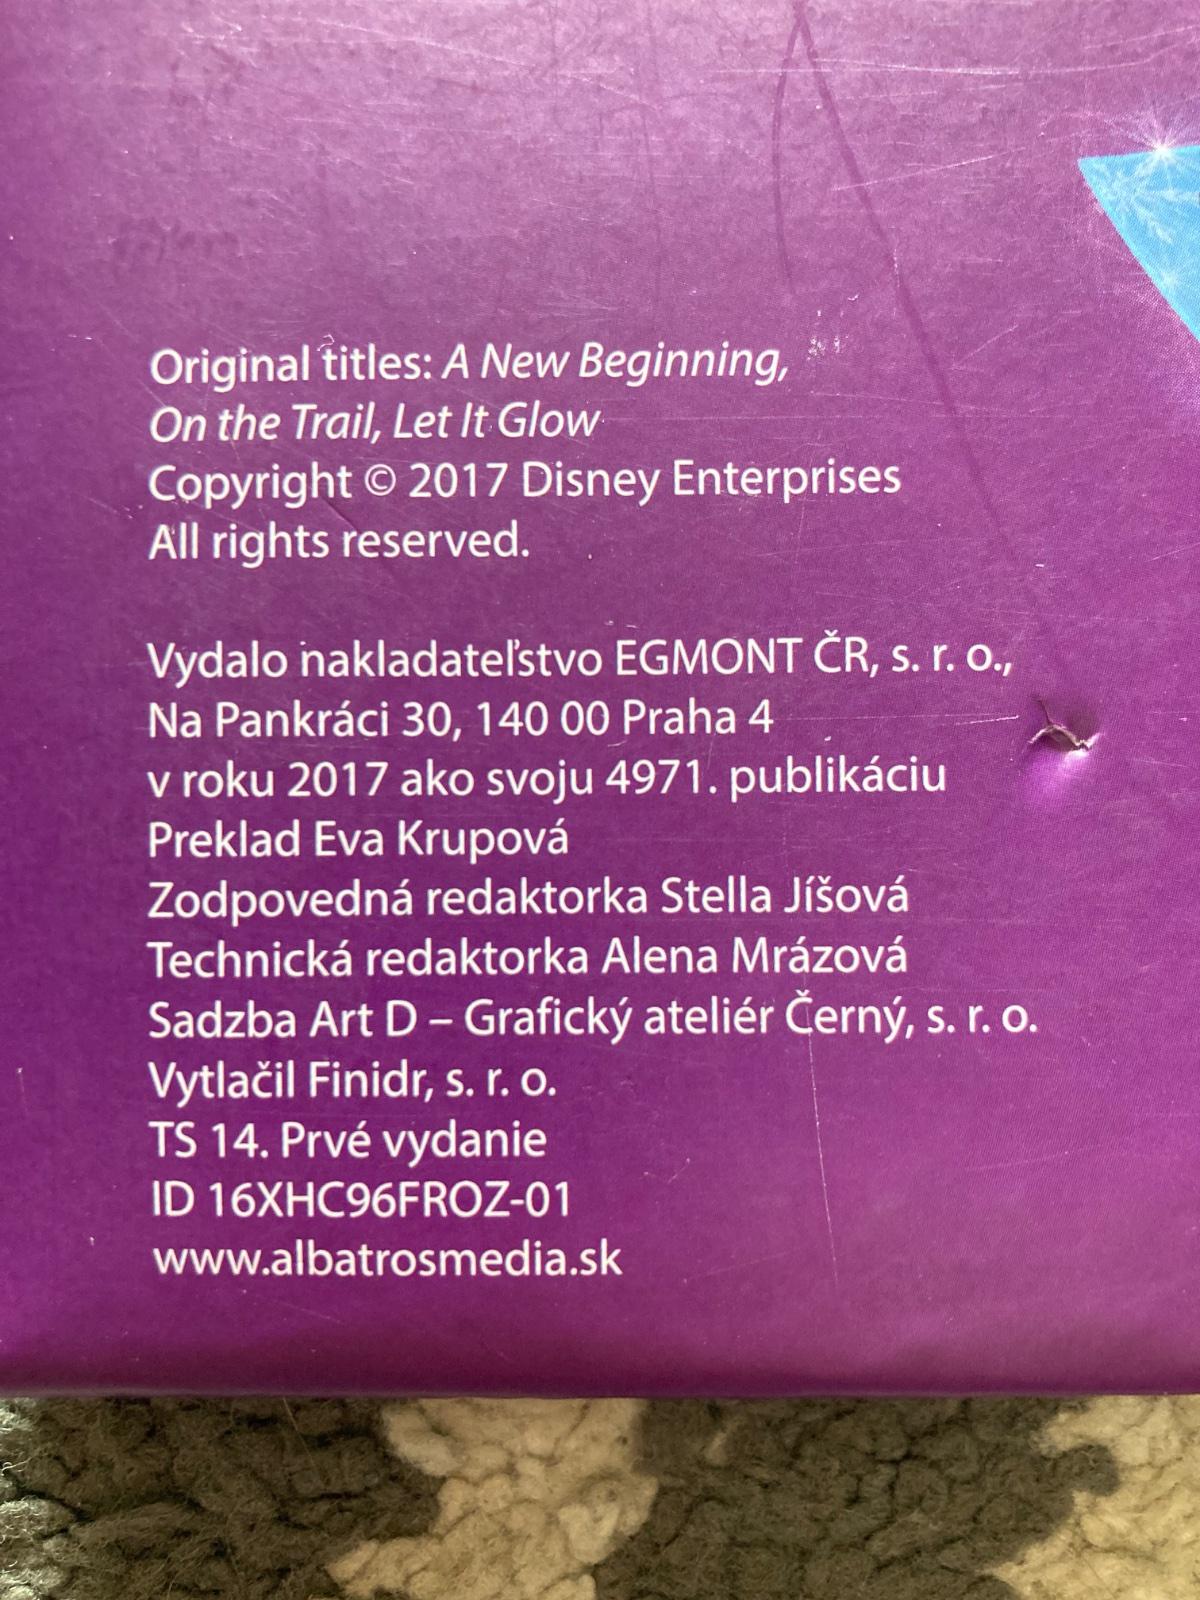 Original titles: A New Beginning,
On the Trail, Let It Glow
Copyright © 2017 Disney Enterprises
All rights reserved.
Vydalo nakladateľstvo EGMONT ČR, s. r. o.,
Na Pankráci 30, 140 00 Praha 4
v roku 2017 ako svoju 4971. publikáciu
Preklad Eva Krupová
Zodpovedná redaktorka Stella Jíšová
Technická redaktorka Alena Mrázová
Sadzba Art D – Grafický ateliér Černý, s. r. o.
Vytlačil Finidr, s. r. o.
TS 14. Prvé vydanie
ID 16XHC96FROZ-01
www.albatrosmedia.sk